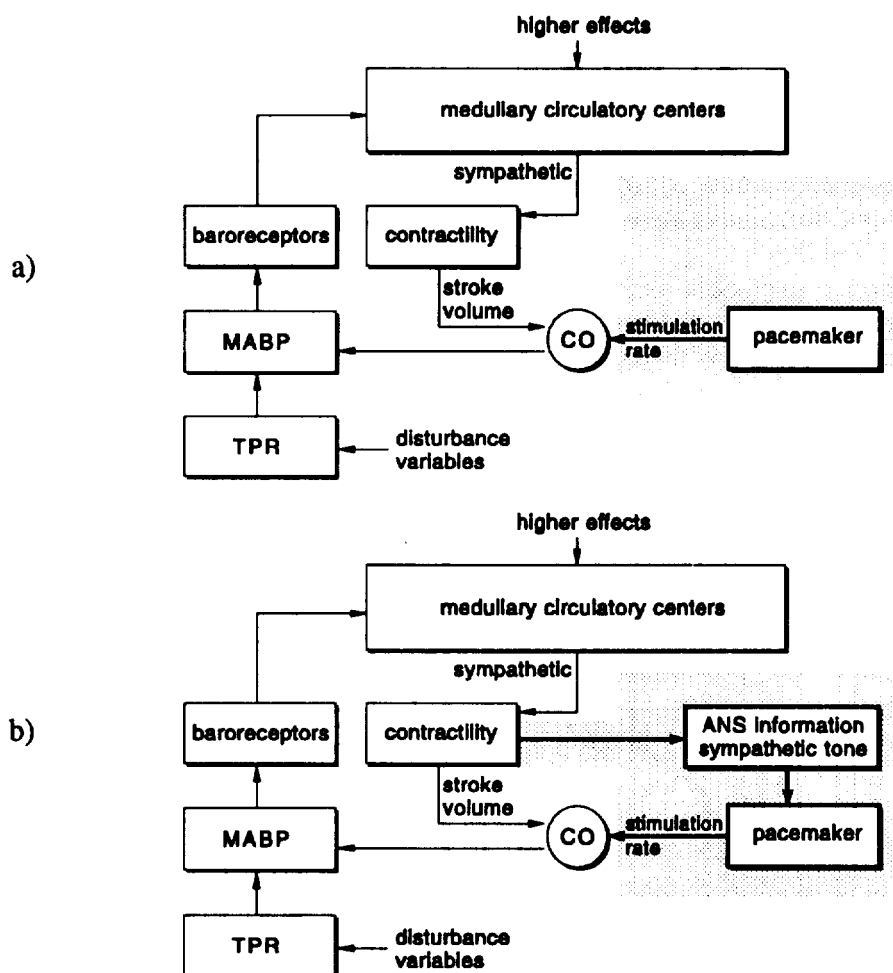 higher effects
medullary circulatory centers
sympathetic
baroreceptors
contractility
a)
stroke
volume
MABP
CO
stimulation
rate
pacemaker
TPR
disturbance
variables
higher effects
medullary circulatory centers
sympathetic
baroreceptors
contractility
ANS information
sympathetic tone
b)
stroke
volume
MABP
CO
stimulation
rate
pacemaker
TPR
disturbance
variables